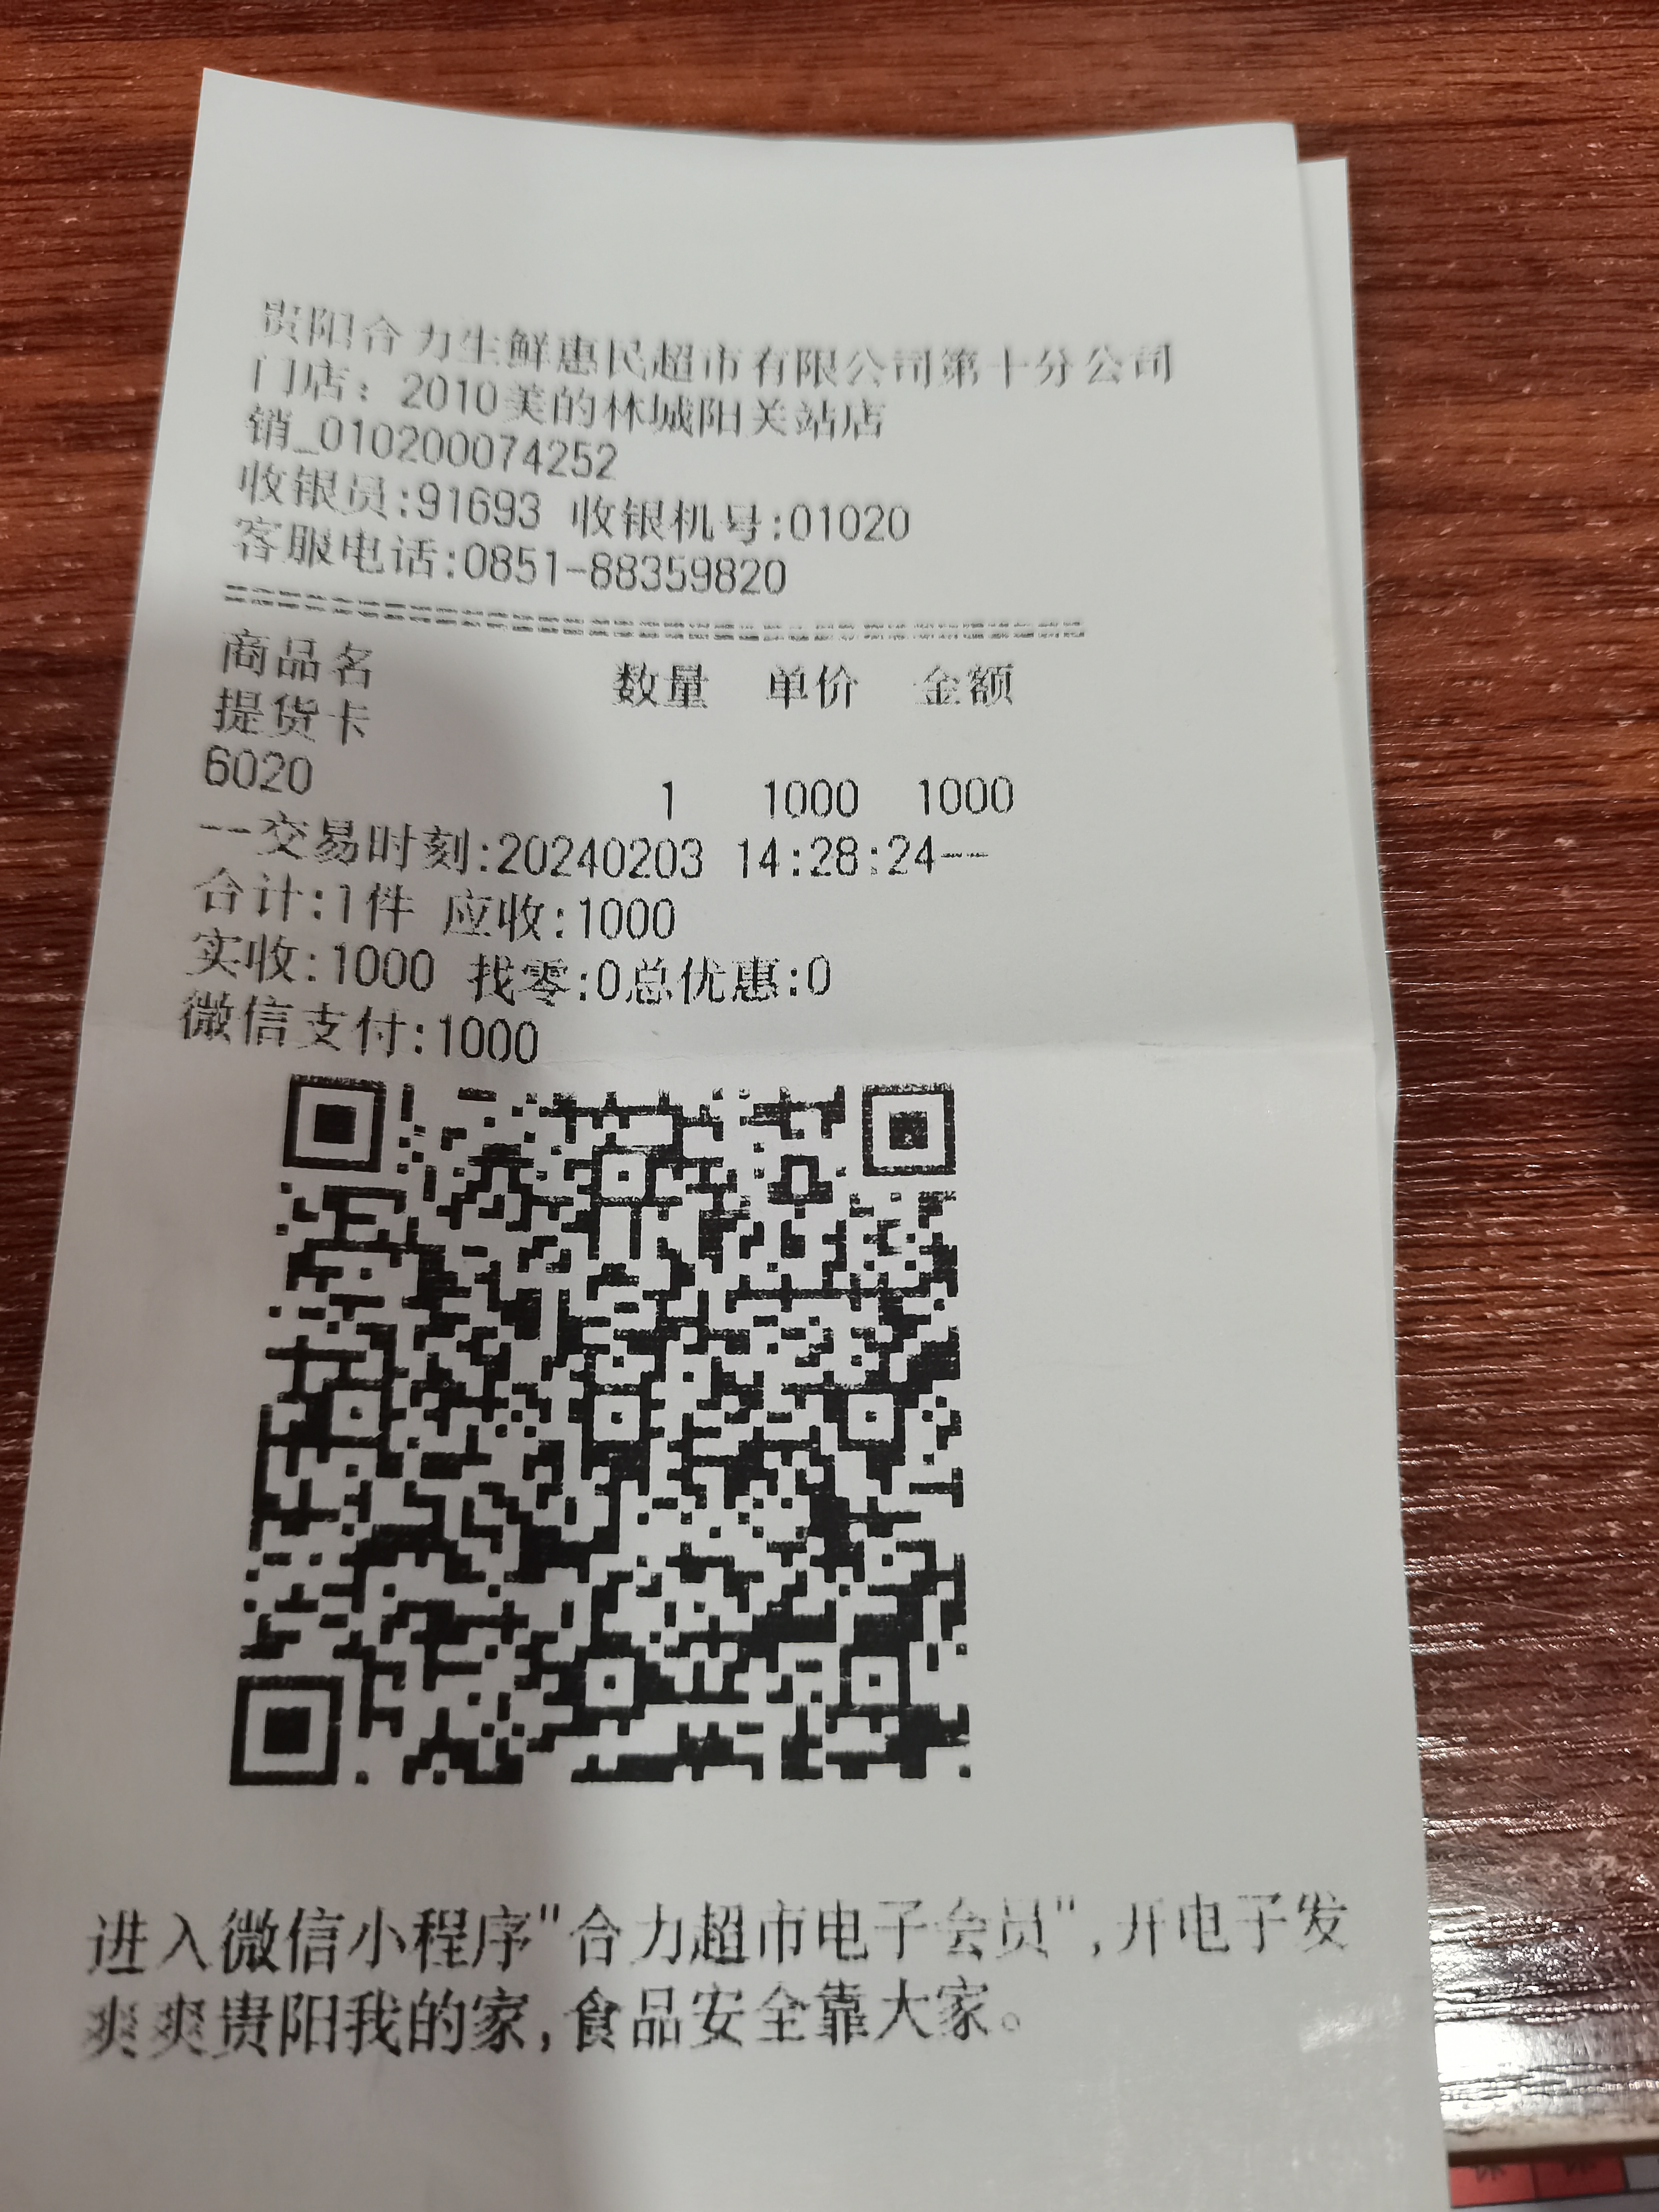 贵阳合力生鲜惠民超市有限公司第十分公司
门店：2010美的林城阳关站店
销_010200074252
收银员:91693 收银机号:01020
客服电话:0851-88359820
商品名 数量 单价 金额
提货卡
6020 1 1000 1000
--交易时刻:20240203 14:28:24--
合计:1件 应收:1000
实收:1000 找零:0总优惠:0
微信支付:1000
进入微信小程序"合力超市电子会员",开电子发
爽爽贵阳我的家,食品安全靠大家。